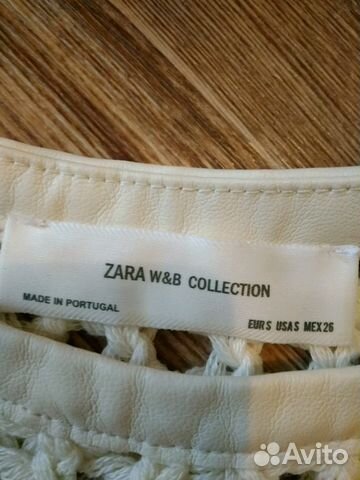 ZARA W&B COLLECTION
MADE IN PORTUGAL
EUR S USA S MEX 26
Avito